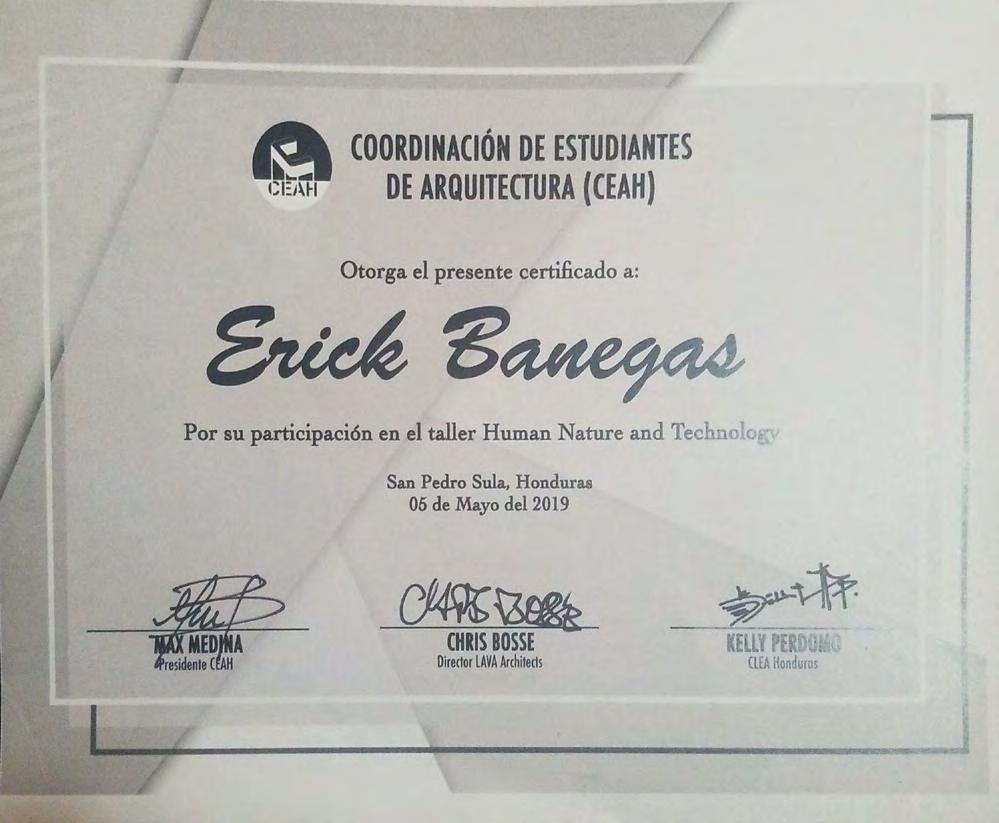 CEAH
COORDINACIÓN DE ESTUDIANTES
DE ARQUITECTURA (CEAH)
Otorga el presente certificado a:
Erick Banegas
Por su participación en el taller Human Nature and Technology
San Pedro Sula, Honduras
05 de Mayo del 2019
CHRIS BOSSE
MAX MEDINA
Presidente CEAH
CHRIS BOSSE
Director LAVA Architects
KELLY PERDOMO
CLEA Honduras